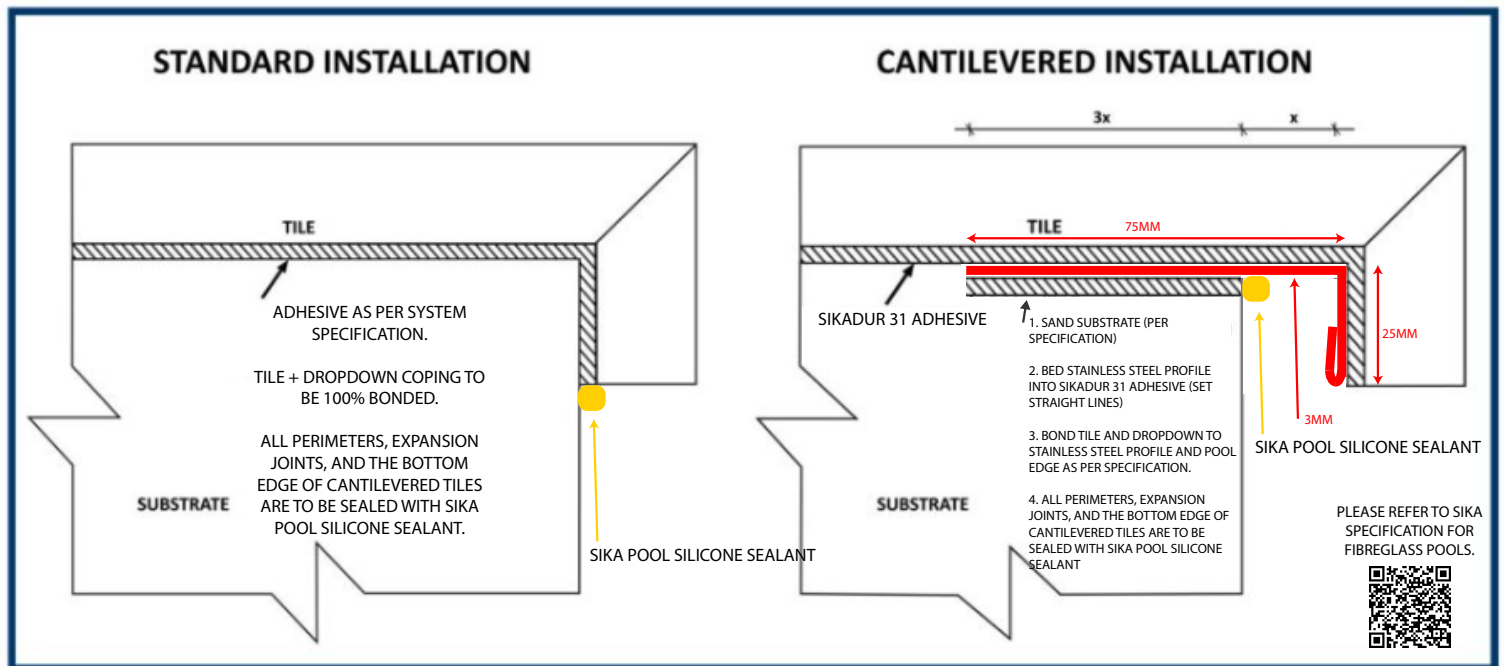 STANDARD INSTALLATION
TILE
ADHESIVE AS PER SYSTEM
SPECIFICATION.
TILE + DROPDOWN COPING TO
BE 100% BONDED.
ALL PERIMETERS, EXPANSION
JOINTS, AND THE BOTTOM
EDGE OF CANTILEVERED TILES
ARE TO BE SEALED WITH SIKA
POOL SILICONE SEALANT.
SUBSTRATE
SIKA POOL SILICONE SEALANT
CANTILEVERED INSTALLATION
3x
x
TILE
75MM
SIKADUR 31 ADHESIVE
25MM
3MM
1. SAND SUBSTRATE (PER
SPECIFICATION)
2. BED STAINLESS STEEL PROFILE
INTO SIKADUR 31 ADHESIVE (SET
STRAIGHT LINES)
3. BOND TILE AND DROPDOWN TO
STAINLESS STEEL PROFILE AND POOL
EDGE AS PER SPECIFICATION.
4. ALL PERIMETERS, EXPANSION
JOINTS, AND THE BOTTOM EDGE OF
CANTILEVERED TILES ARE TO BE
SEALED WITH SIKA POOL SILICONE
SEALANT
SIKA POOL SILICONE SEALANT
SUBSTRATE
PLEASE REFER TO SIKA
SPECIFICATION FOR
FIBREGLASS POOLS.